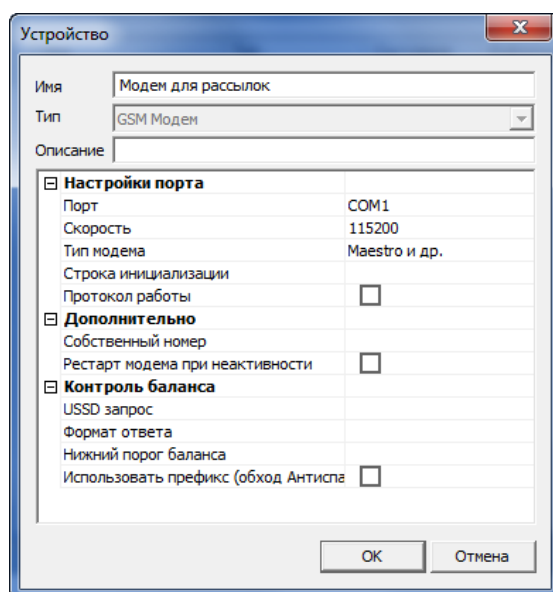 Устройство
Имя Модем для рассылок
Тип GSM Модем
Описание
Настройки порта
Порт COM1
Скорость 115200
Тип модема Maestro и др.
Строка инициализации
Протокол работы
Дополнительно
Собственный номер
Рестарт модема при неактивности
Контроль баланса
USSD запрос
Формат ответа
Нижний порог баланса
Использовать префикс (обход Антиспа
OK Отмена